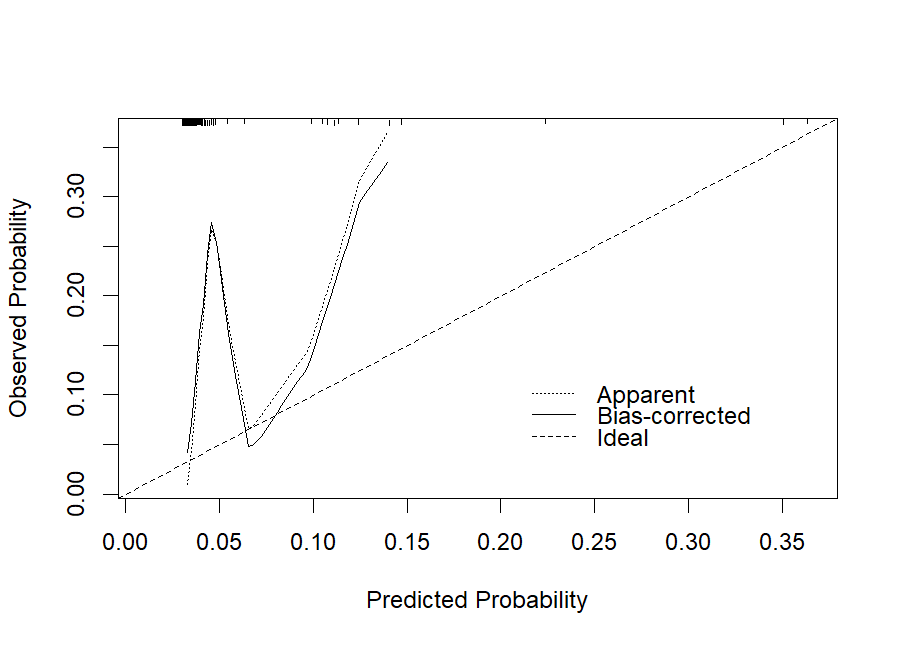 0.30
0.20
0.10
0.00
Observed Probability
Apparent
Bias-corrected
Ideal
0.00 0.05 0.10 0.15 0.20 0.25 0.30 0.35
Predicted Probability